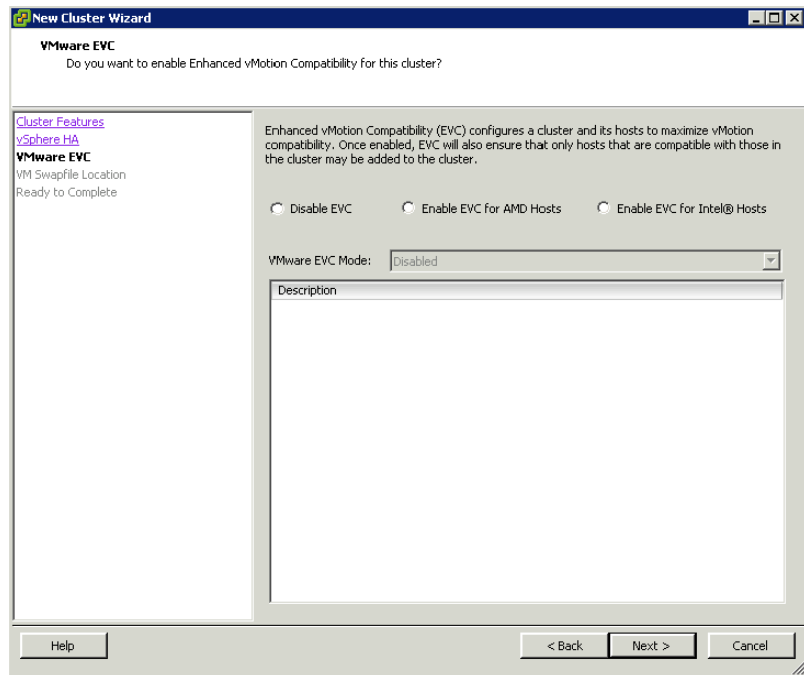 New Cluster Wizard
VMware EVC
Do you want to enable Enhanced vMotion Compatibility for this cluster?
Cluster Features
vSphere HA
VMware EVC
VM Swapfile Location
Ready to Complete
Enhanced vMotion Compatibility (EVC) configures a cluster and its hosts to maximize vMotion
compatibility. Once enabled, EVC will also ensure that only hosts that are compatible with those in
the cluster may be added to the cluster.
Disable EVC Enable EVC for AMD Hosts Enable EVC for Intel® Hosts
VMware EVC Mode: Disabled
Description
Help < Back Next > Cancel